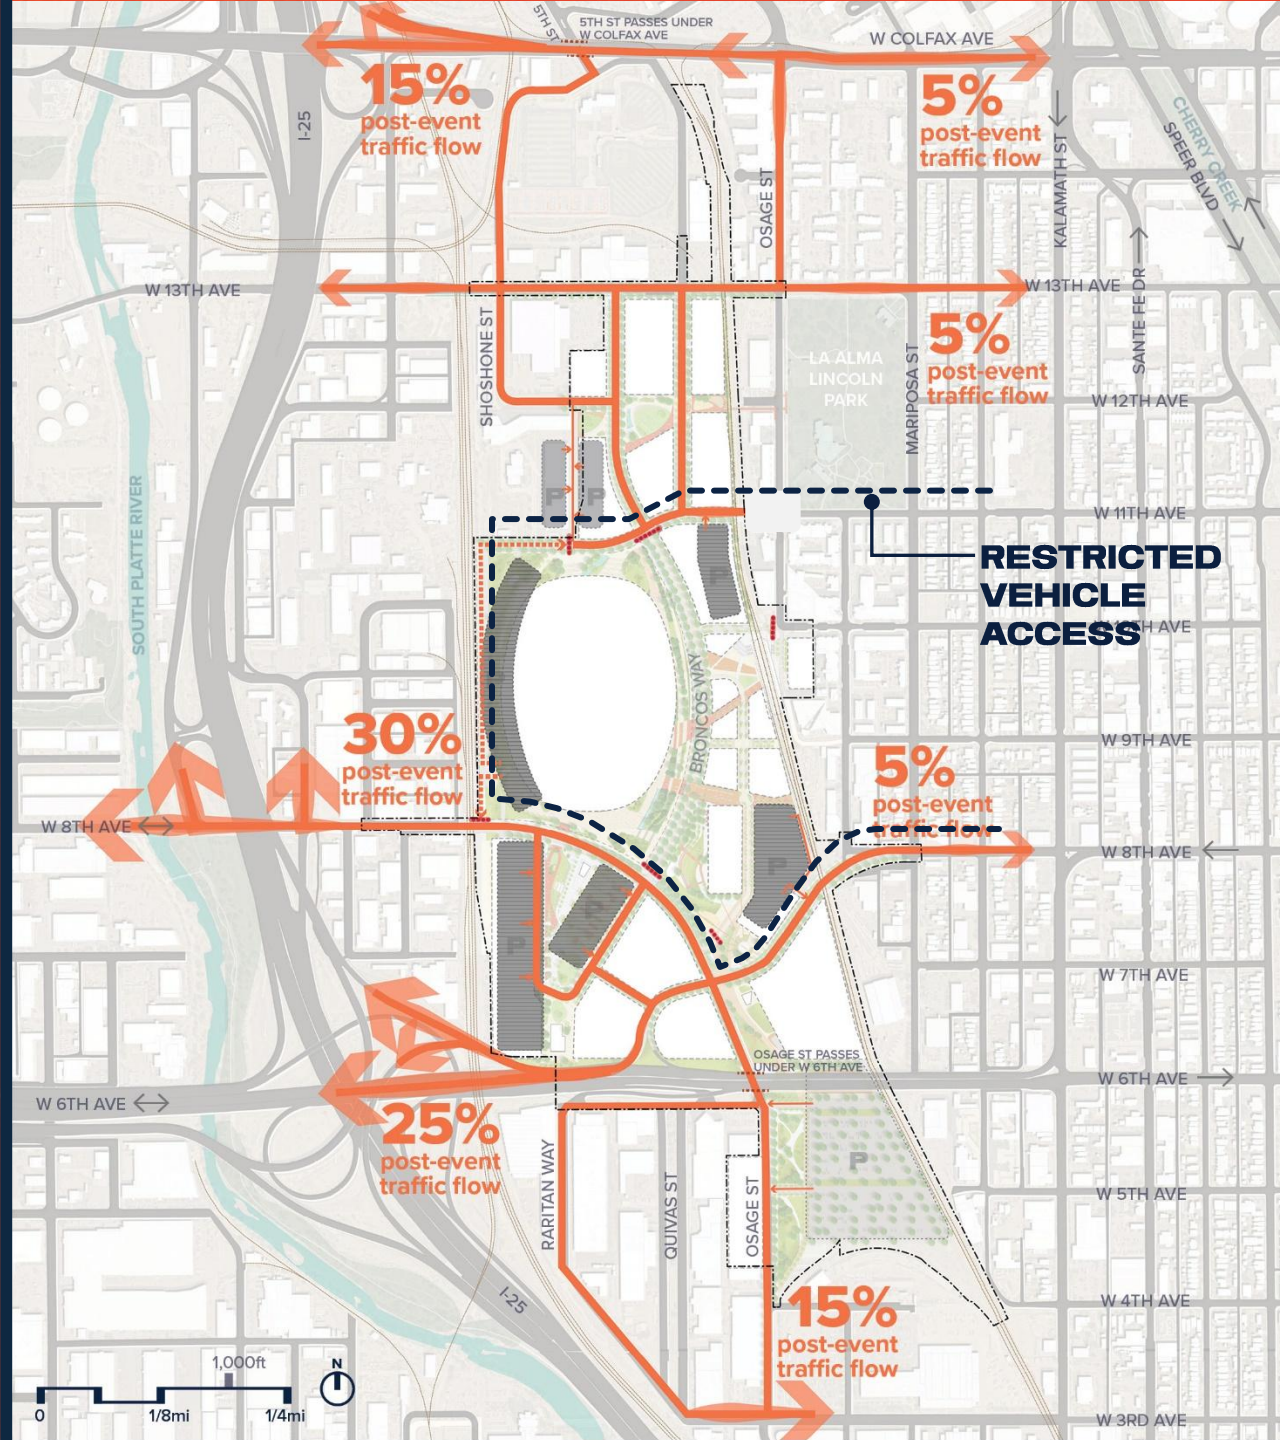 5TH ST
5TH ST PASSES UNDER
W COLFAX AVE
W COLFAX AVE
15%
post-event
traffic flow
5%
post-event
traffic flow
I-25
KALAMATH ST
CHERRY CREEK
SPEER BLVD
OSAGE ST
W 13TH AVE
W 13TH AVE
SANTE FE DR
5%
post-event
traffic flow
SHOSHONE ST
LA ALMA
LINCOLN
PARK
MARIPOSA ST
W 12TH AVE
P
P
W 11TH AVE
SOUTH PLATTE RIVER
RESTRICTED
VEHICLE
ACCESS
P
BRONCOS WAY
30%
post-event
traffic flow
W 9TH AVE
5%
post-event
traffic flow
W 8TH AVE
W 8TH AVE
P
P
P
W 7TH AVE
OSAGE ST PASSES
UNDER W 6TH AVE
W 6TH AVE
W 6TH AVE
25%
post-event
traffic flow
P
RARITAN WAY
QUIVAS ST
OSAGE ST
W 5TH AVE
I-25
15%
post-event
traffic flow
W 4TH AVE
1,000ft
N
0
1/8mi
1/4mi
W 3RD AVE